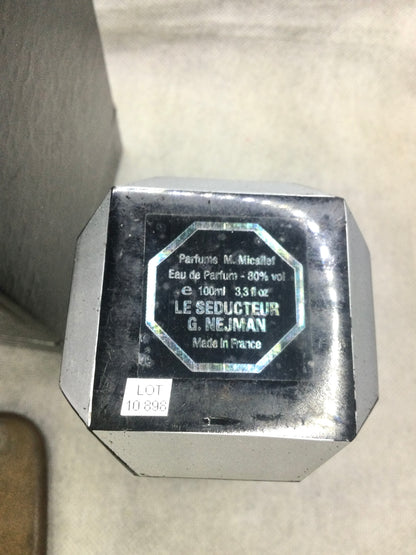 Parfums M. Micallef
Eau de Parfum - 80% vol
e 100ml 3,3 fl oz
LE SEDUCTEUR
G. NEJMAN
Made in France
LOT
10 898